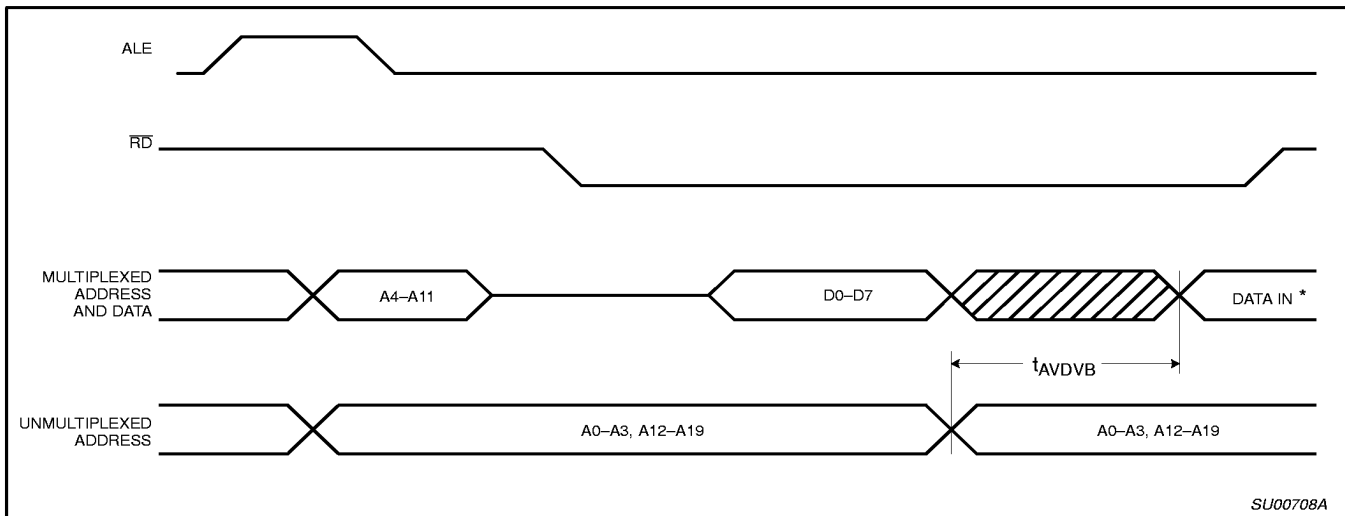 ALE
RD
MULTIPLEXED
ADDRESS
AND DATA
A4–A11
D0–D7
DATA IN *
tAVDVB
UNMULTIPLEXED
ADDRESS
A0–A3, A12–A19
A0–A3, A12–A19
SU00708A